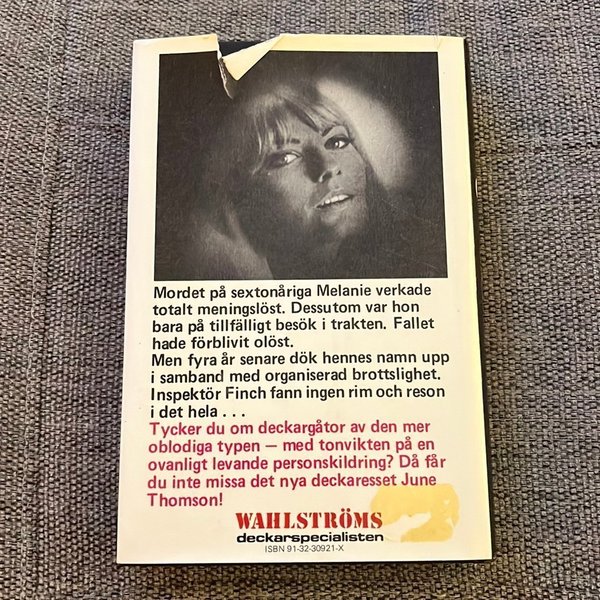 Mordet på sextonåriga Melanie verkade
totalt meningslöst. Dessutom var hon
bara på tillfälligt besök i trakten. Fallet
hade förblivit olöst.
Men fyra år senare dök hennes namn upp
i samband med organiserad brottslighet.
Inspektör Finch fann ingen rim och reson
i det hela . . .
Tycker du om deckargåtor av den mer
oblodiga typen — med tonvikten på en
ovanligt levande personskildring? Då får
du inte missa det nya deckaresset June
Thomson!
WAHLSTRÖMS
deckarspecialisten
ISBN 91-32-30921-X